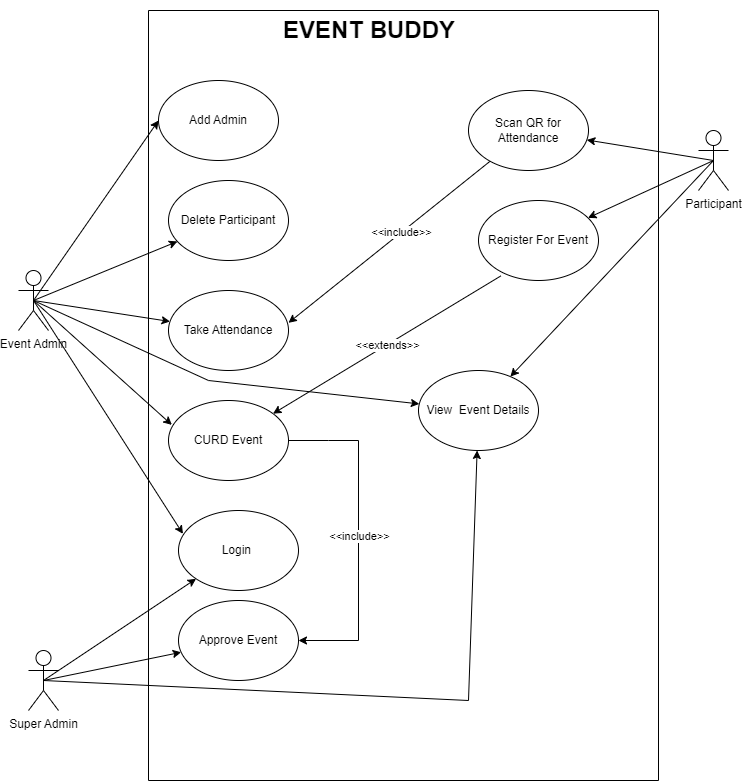 EVENT BUDDY
Add Admin
Scan QR for
Attendance
Participant
Delete Participant
Register For Event
<<include>>
Take Attendance
Event Admin
<<extends>>
View  Event Details
CURD Event
<<include>>
Login
Approve Event
Super Admin